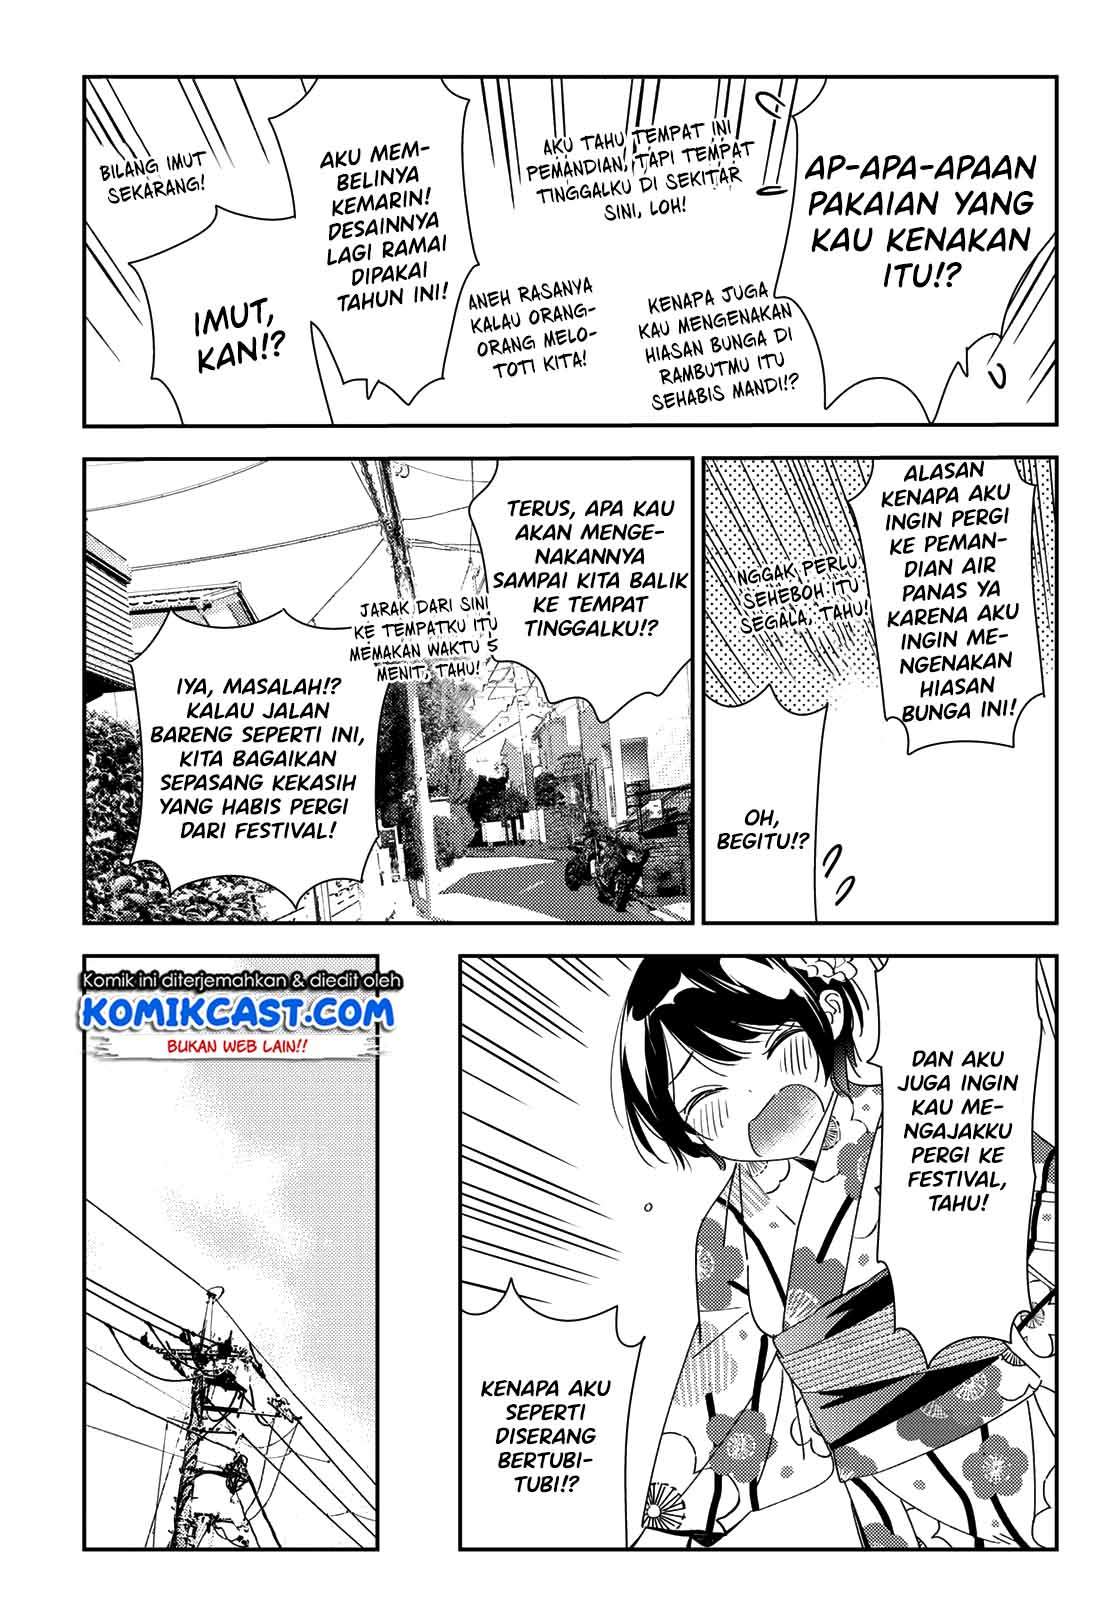 AP-APA-APAAN
PAKAIAN YANG
KAU KENAKAN
ITU!?
AKU TAHU TEMPAT INI
PEMANDIAN, TAPI TEMPAT
TINGGALKU DI SEKITAR
SINI, LOH!
KENAPA JUGA
KAU MENGENAKAN
HIASAN BUNGA DI
RAMBUTMU ITU
SEHABIS MANDI!?
ANEH RASANYA
KALAU ORANG-
ORANG MELO-
TOTI KITA!
AKU MEM-
BELINYA
KEMARIN!
DESAINNYA
LAGI RAMAI
DIPAKAI
TAHUN INI!
IMUT,
KAN!?
BILANG IMUT
SEKARANG!
ALASAN
KENAPA AKU
INGIN PERGI
KE PEMAN-
DIAN AIR
PANAS YA
KARENA AKU
INGIN ME-
NGENAKAN
HIASAN
BUNGA INI!
NGGAK PERLU
SEHEBOH ITU
SEGALA, TAHU!
OH,
BEGITU!?
TERUS, APA KAU
AKAN MENGE-
NAKANNYA
SAMPAI KITA BALIK
KE TEMPAT
TINGGALKU!?
JARAK DARI SINI
KE TEMPATKU ITU
MEMAKAN WAKTU 5
MENIT, TAHU!
IYA, MASALAH!?
KALAU JALAN
BARENG SEPERTI INI,
KITA BAGAIKAN
SEPASANG KEKASIH
YANG HABIS PERGI
DARI FESTIVAL!
DAN AKU
JUGA INGIN
KAU ME-
NGAJAKKU
PERGI KE
FESTIVAL,
TAHU!
KENAPA AKU
SEPERTI
DISERANG
BERTUBI-
TUBI!?
Komik ini diterjemahkan & diedit oleh
KOMIKCAST.COM
BUKAN WEB LAIN!!